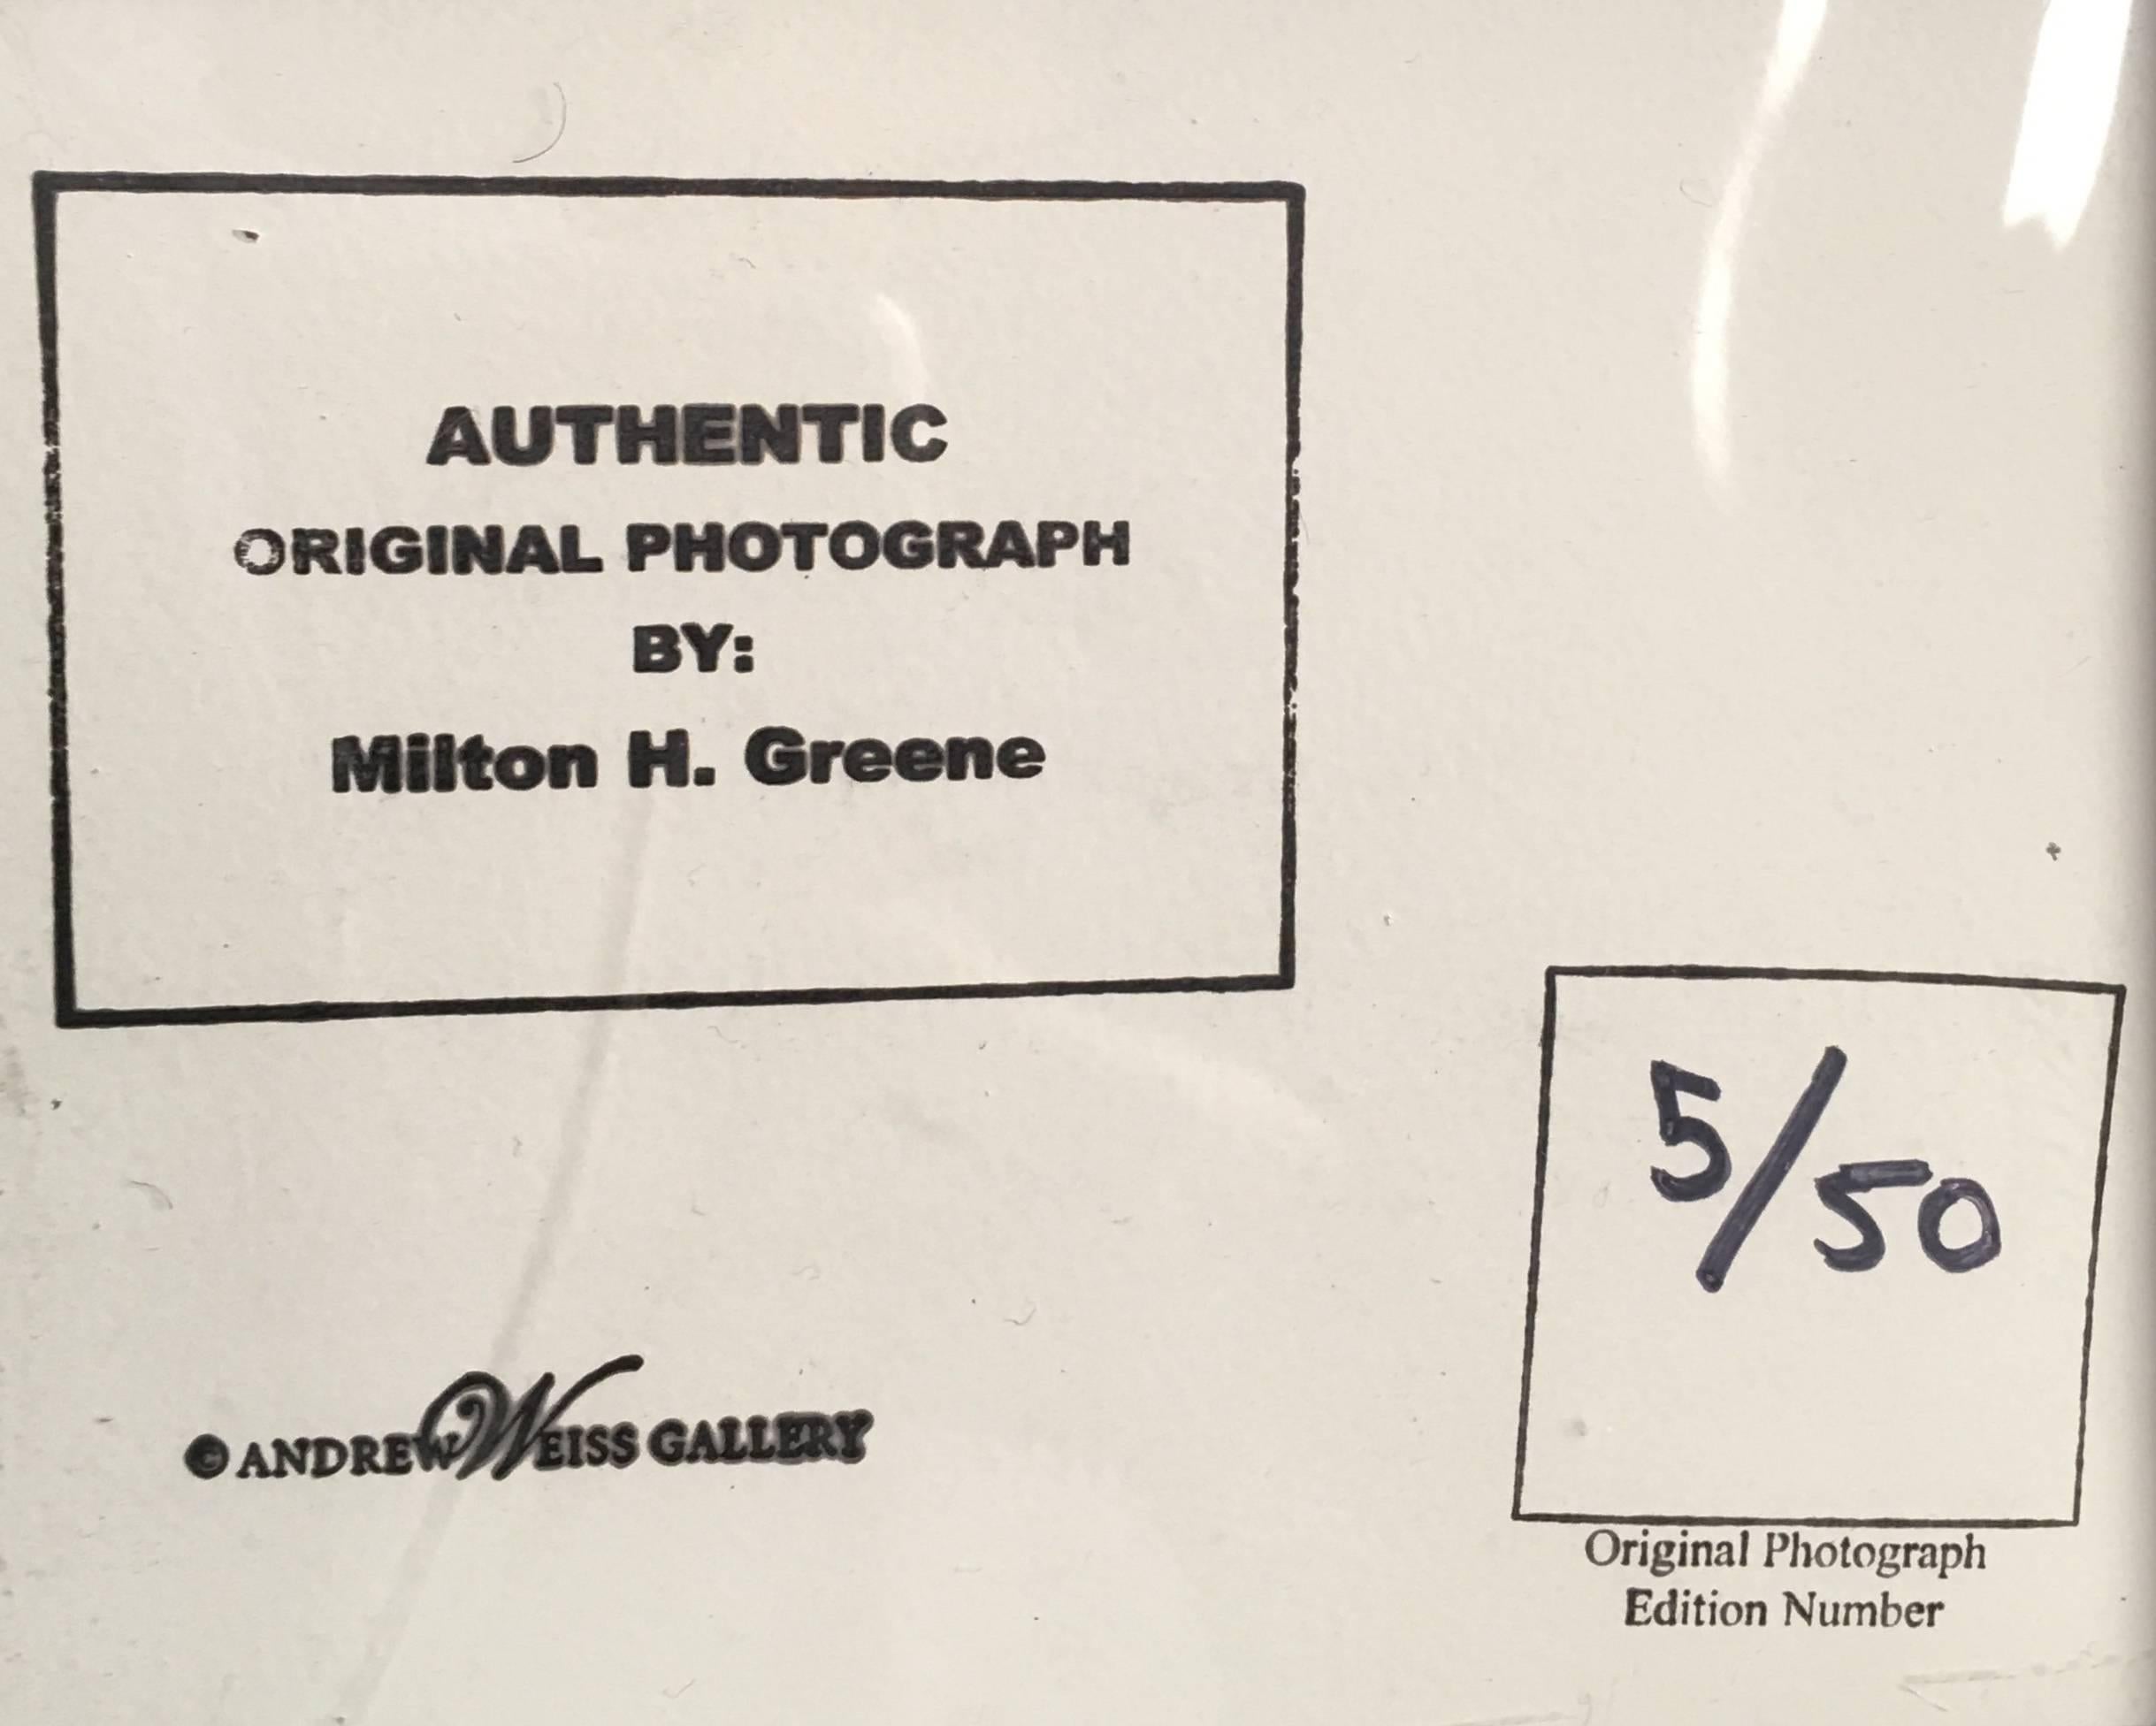 AUTHENTIC
ORIGINAL PHOTOGRAPH
BY:
Milton H. Greene
5/50
© ANDREW WEISS GALLERY
Original Photograph
Edition Number